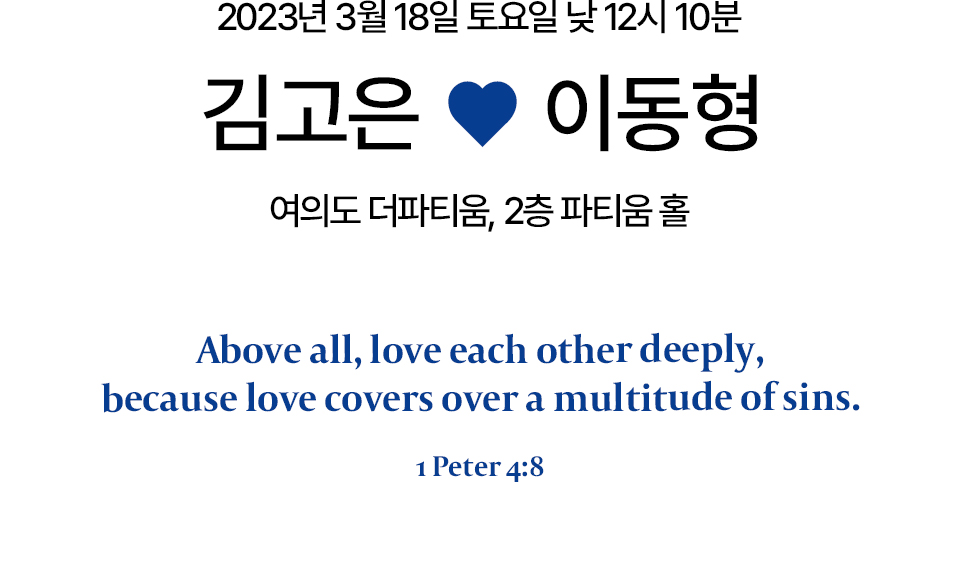 2023년 3월 18일 토요일 낮 12시 10분
김고은 ♥ 이동형
여의도 더파티움, 2층 파티움 홀
Above all, love each other deeply,
because love covers over a multitude of sins.
1 Peter 4:8